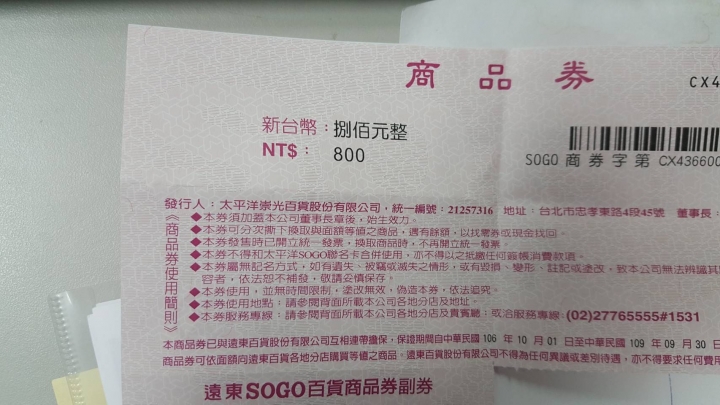 商品券
CX4
新台幣：捌佰元整
NT$： 800
SOGO 商券字第 CX436600
發行人：太平洋崇光百貨股份有限公司，統一編號：21257316 地址：台北市忠孝東路4段45號 董事長：
《商品券使用簡則》
◆本券須加蓋本公司董事長章後，始生效力。
◆本券可分次撕下換取與面額等值之商品，遇有餘額，以找零券或現金找回。
◆本券發售時已開立統一發票，換取商品時，不再開立統一發票
◆本券不得和太平洋SOGO聯名卡合併使用，亦不得以之抵繳任何簽帳消費款項。
◆本券屬無記名方式，如有遺失、被竊或滅失之情形，或有毀損、變形、註記或塗改，致本公司無法辨識其
容者，依法恕不補發，敬請妥慎保存。
◆本券使用，並無時間限制，塗改無效，偽造本券，依法追究。
◆本券使用地點：請參閱背面所載本公司各地分店及地址。
◆本券服務專線：請參閱背面所載本公司各地分店及貴賓廳；或洽服務專線：(02)27765555#1531
本商品券已與遠東百貨股份有限公司互相連帶擔保，保證期間自中華民國 106 年 10 月 01 日至中華民國 109 年 09 月 30 日
商品券可依面額向遠東百貨各地分店購買等值之商品。遠東百貨股份有限公司不得為任何異議或差別待遇，亦不得要求任何費用
遠東SOGO百貨商品券副券